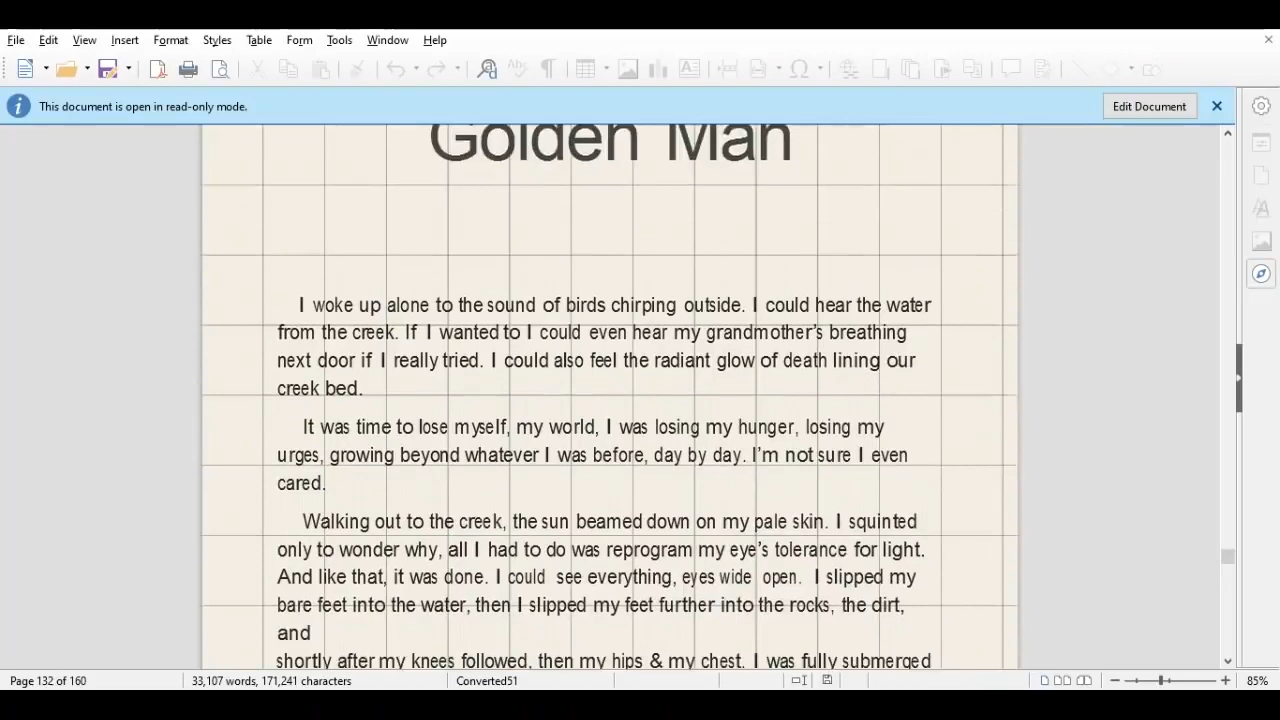 File Edit View Insert Format Styles Table Form Tools Window Help
This document is open in read-only mode. Edit Document
Golden Man
I woke up alone to the sound of birds chirping outside. I could hear the water
from the creek. If I wanted to I could even hear my grandmother’s breathing
next door if I really tried. I could also feel the radiant glow of death lining our
creek bed.
It was time to lose myself, my world, I was losing my hunger, losing my
urges, growing beyond whatever I was before, day by day. I’m not sure I even
cared.
Walking out to the creek, the sun beamed down on my pale skin. I squinted
only to wonder why, all I had to do was reprogram my eye’s tolerance for light.
And like that, it was done. I could see everything, eyes wide open. I slipped my
bare feet into the water, then I slipped my feet further into the rocks, the dirt,
and
shortly after my knees followed, then my hips & my chest. I was fully submerged
Page 132 of 160 33,107 words, 171,241 characters Converted51 85%